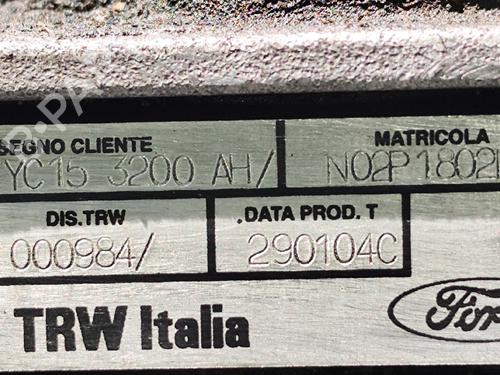 SEGNO CLIENTE MATRICOLA
YC15 3200 AH/ N02P1802
DIS.TRW .DATA PROD. T
000984/ 290104C
TRW Italia Ford